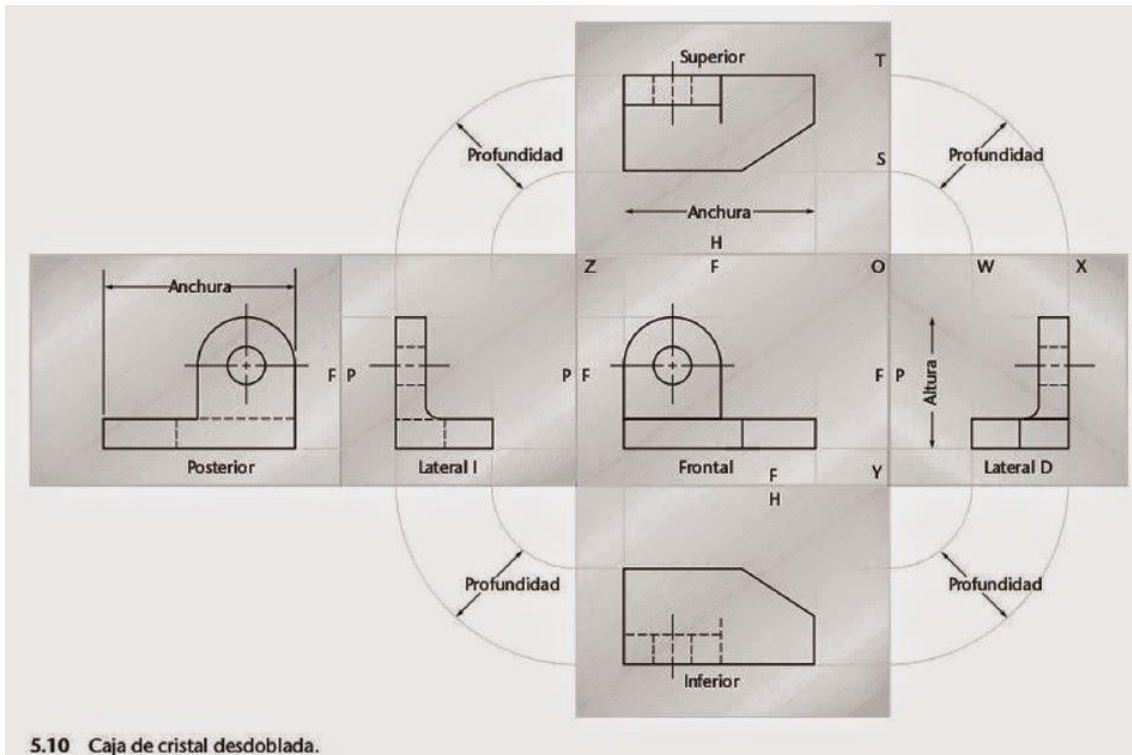 Superior
T
Profundidad
Profundidad
S
Anchura
H
Z F O W X
Anchura
F P P F F P
Altura
Posterior
Lateral I
Frontal
Lateral D
F Y
H
Profundidad
Profundidad
Inferior
5.10 Caja de cristal desdoblada.